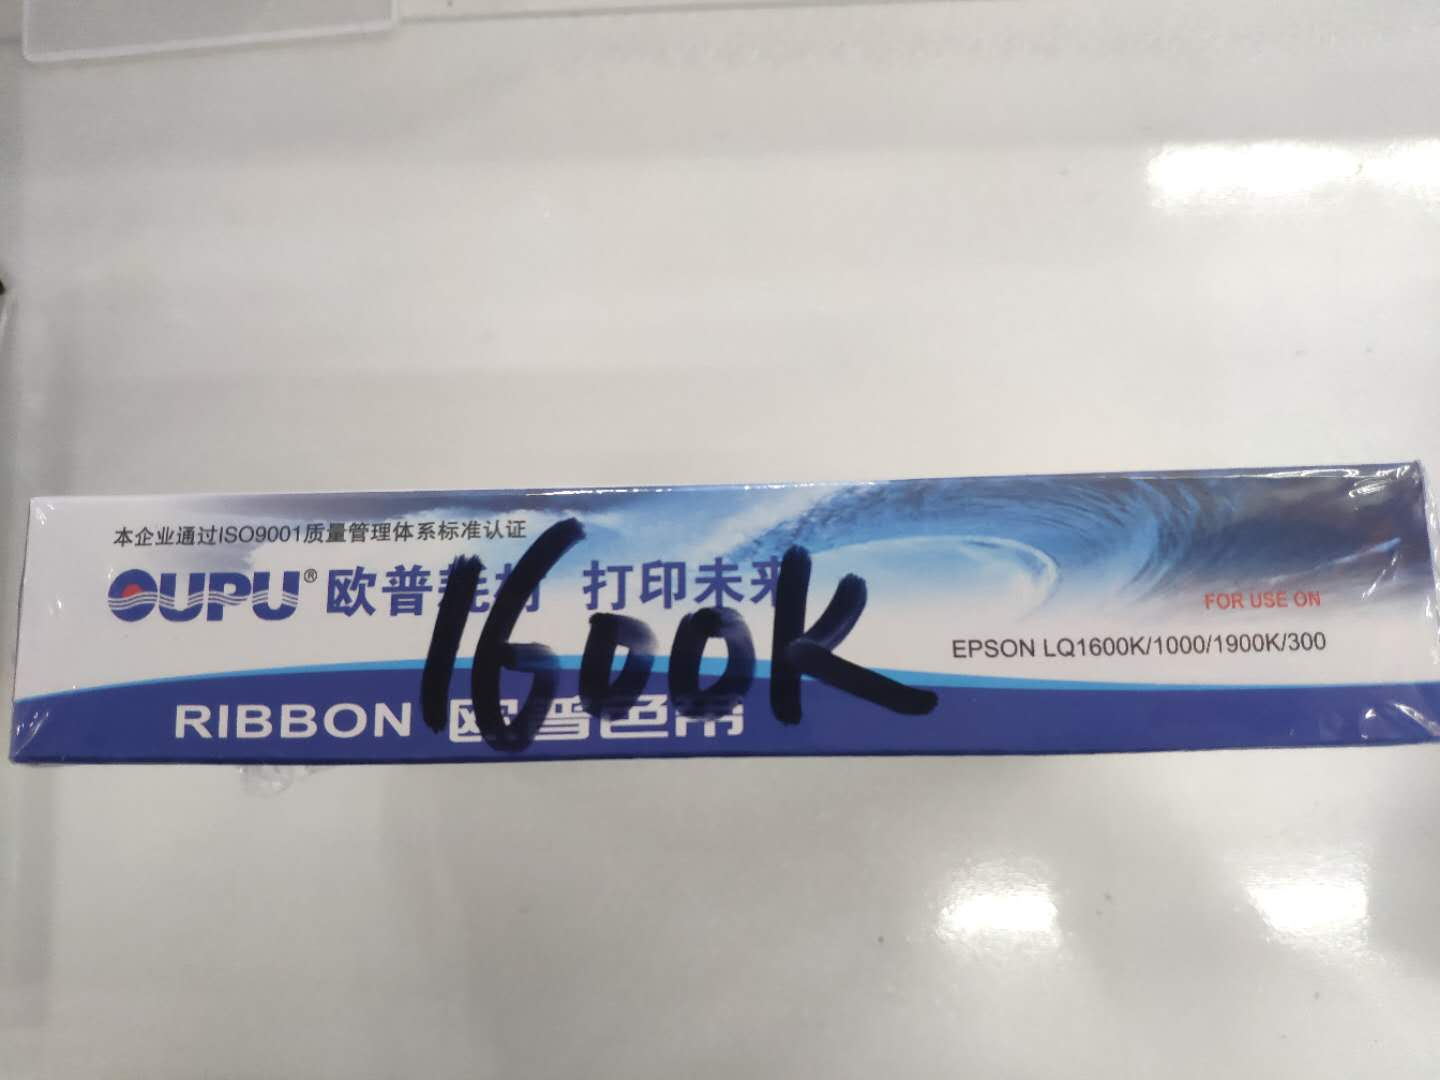 本企业通过ISO9001质量管理体系标准认证
OUPU® 欧普耗材 打印未来
1600K
FOR USE ON
EPSON LQ1600K/1000/1900K/300
RIBBON 欧普色带